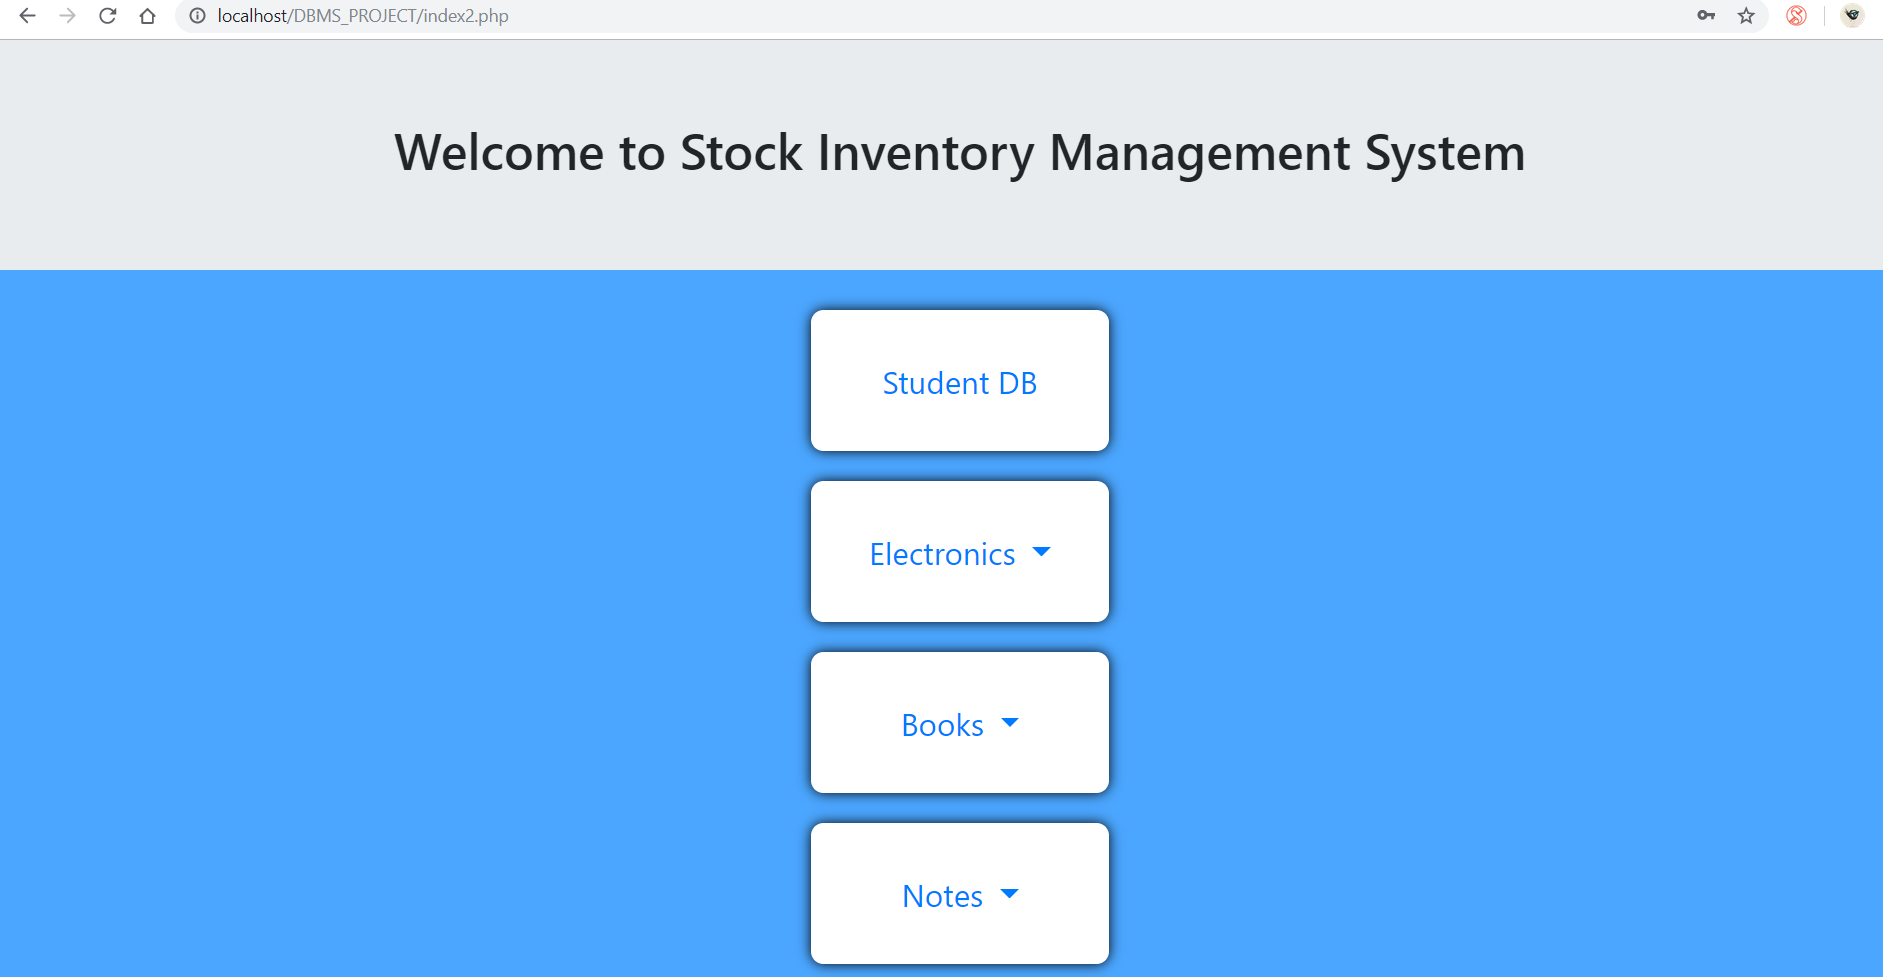 localhost/DBMS_PROJECT/index2.php
Welcome to Stock Inventory Management System
Student DB
Electronics
Books
Notes